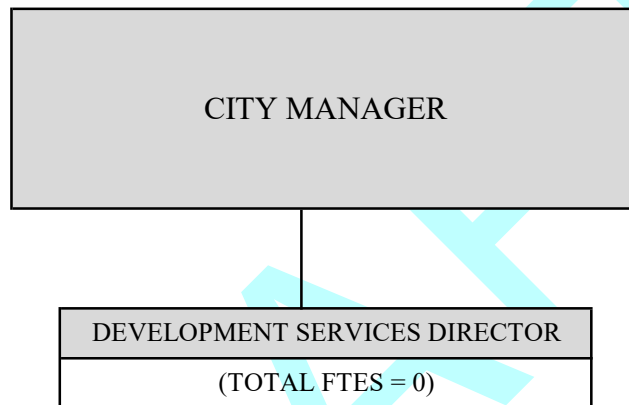 CITY MANAGER
DEVELOPMENT SERVICES DIRECTOR
(TOTAL FTES = 0)